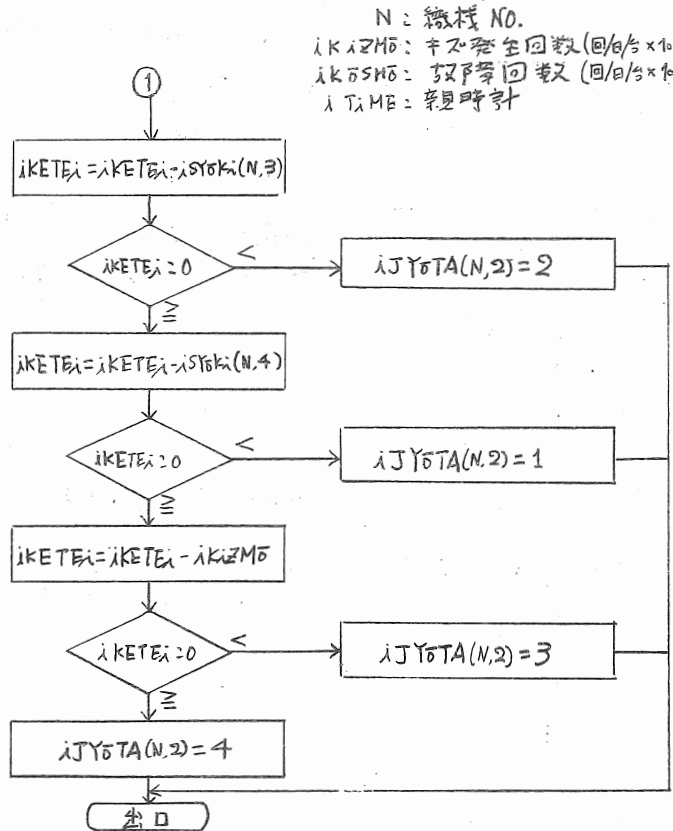 N: 織機 NO.
iKiZMŌ: キズ発生回数(回/日/台×10
iKŌSHŌ: 故障回数(回/日/台×10
iTiME: 親時計
1
iKETEi=iKETEi-iSYŌKi(N,3)
iKETEi:0
<
iJYŌTA(N,2)=2
≧
iKETEi=iKETEi-iSYŌKi(N,4)
iKETEi:0
<
iJYŌTA(N,2)=1
≧
iKETEi=iKETEi-iKiZMŌ
iKETEi:0
<
iJYŌTA(N,2)=3
≧
iJYŌTA(N,2)=4
出口